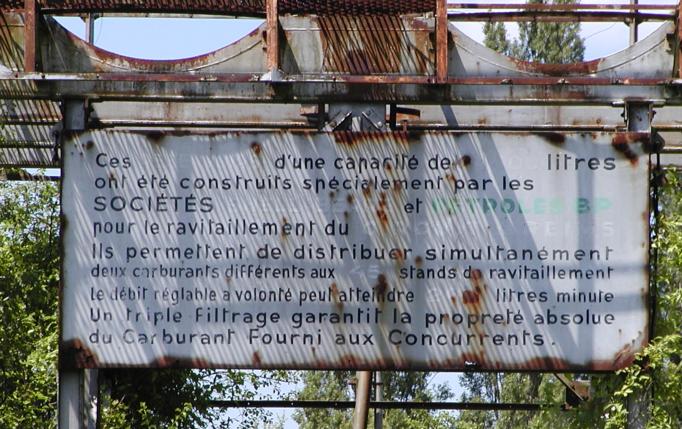 Ces d'une capacité de litres
ont été construits spécialement par les
SOCIÉTÉS et PETROLES BP
pour le ravitaillement du
Ils permettent de distribuer simultanément
deux carburants différents aux 45 stands de ravitaillement
Le débit réglable a volonté peut atteindre litres minute
Un triple Filtrage garantit la propreté absolue
du Carburant Fourni aux Concurrents.